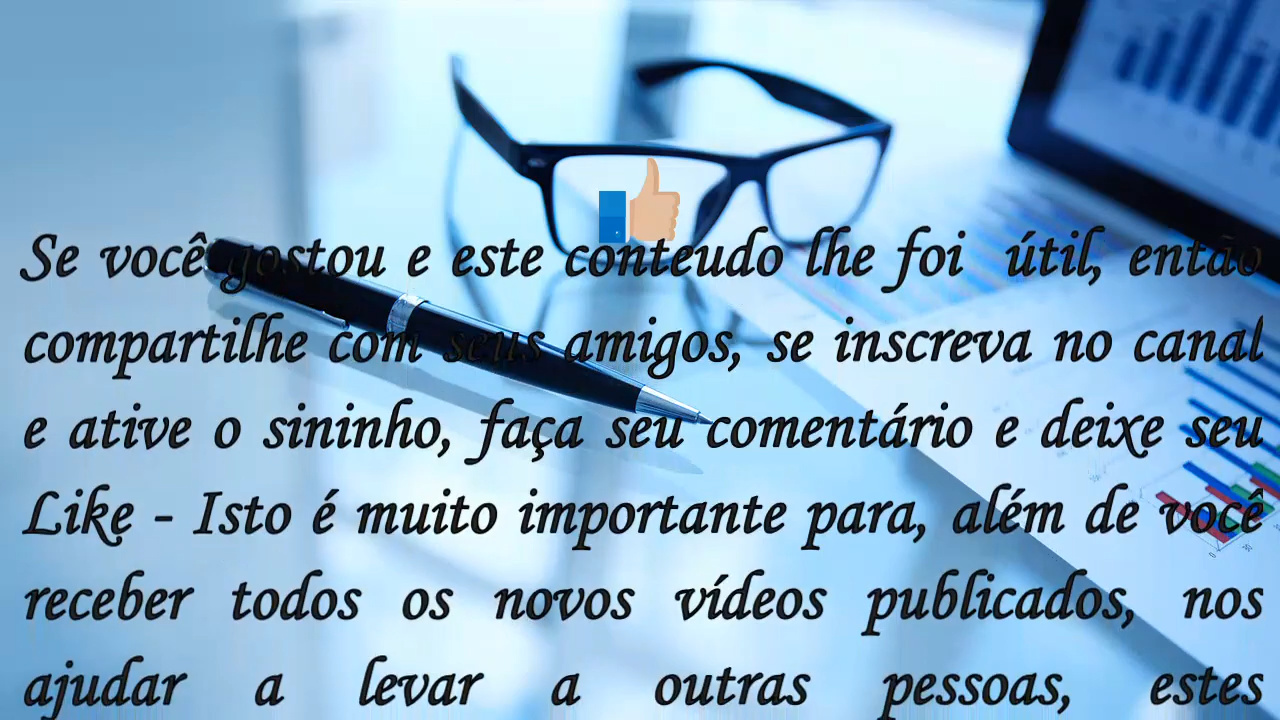 Se você gostou e este conteudo lhe foi útil, então
compartilhe com seus amigos, se inscreva no canal
e ative o sininho, faça seu comentário e deixe seu
Like - Isto é muito importante para, além de você
receber todos os novos vídeos publicados, nos
ajudar a levar a outras pessoas, estes